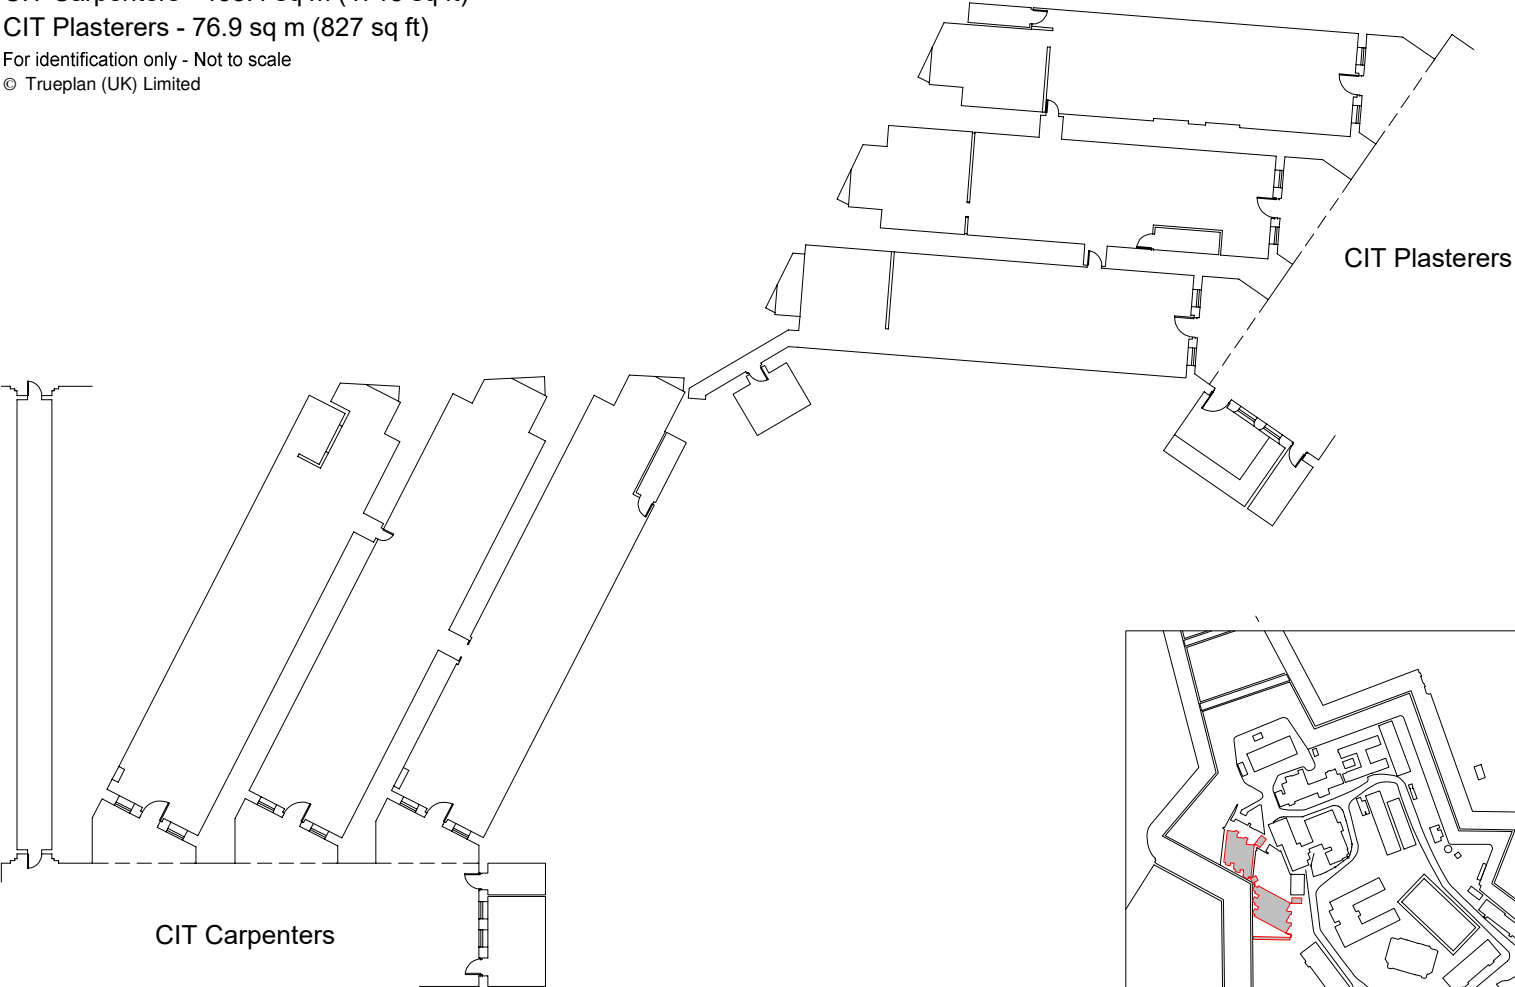 CIT Plasterers - 76.9 sq m (827 sq ft)
For identification only - Not to scale
© Trueplan (UK) Limited
CIT Plasterers
CIT Carpenters